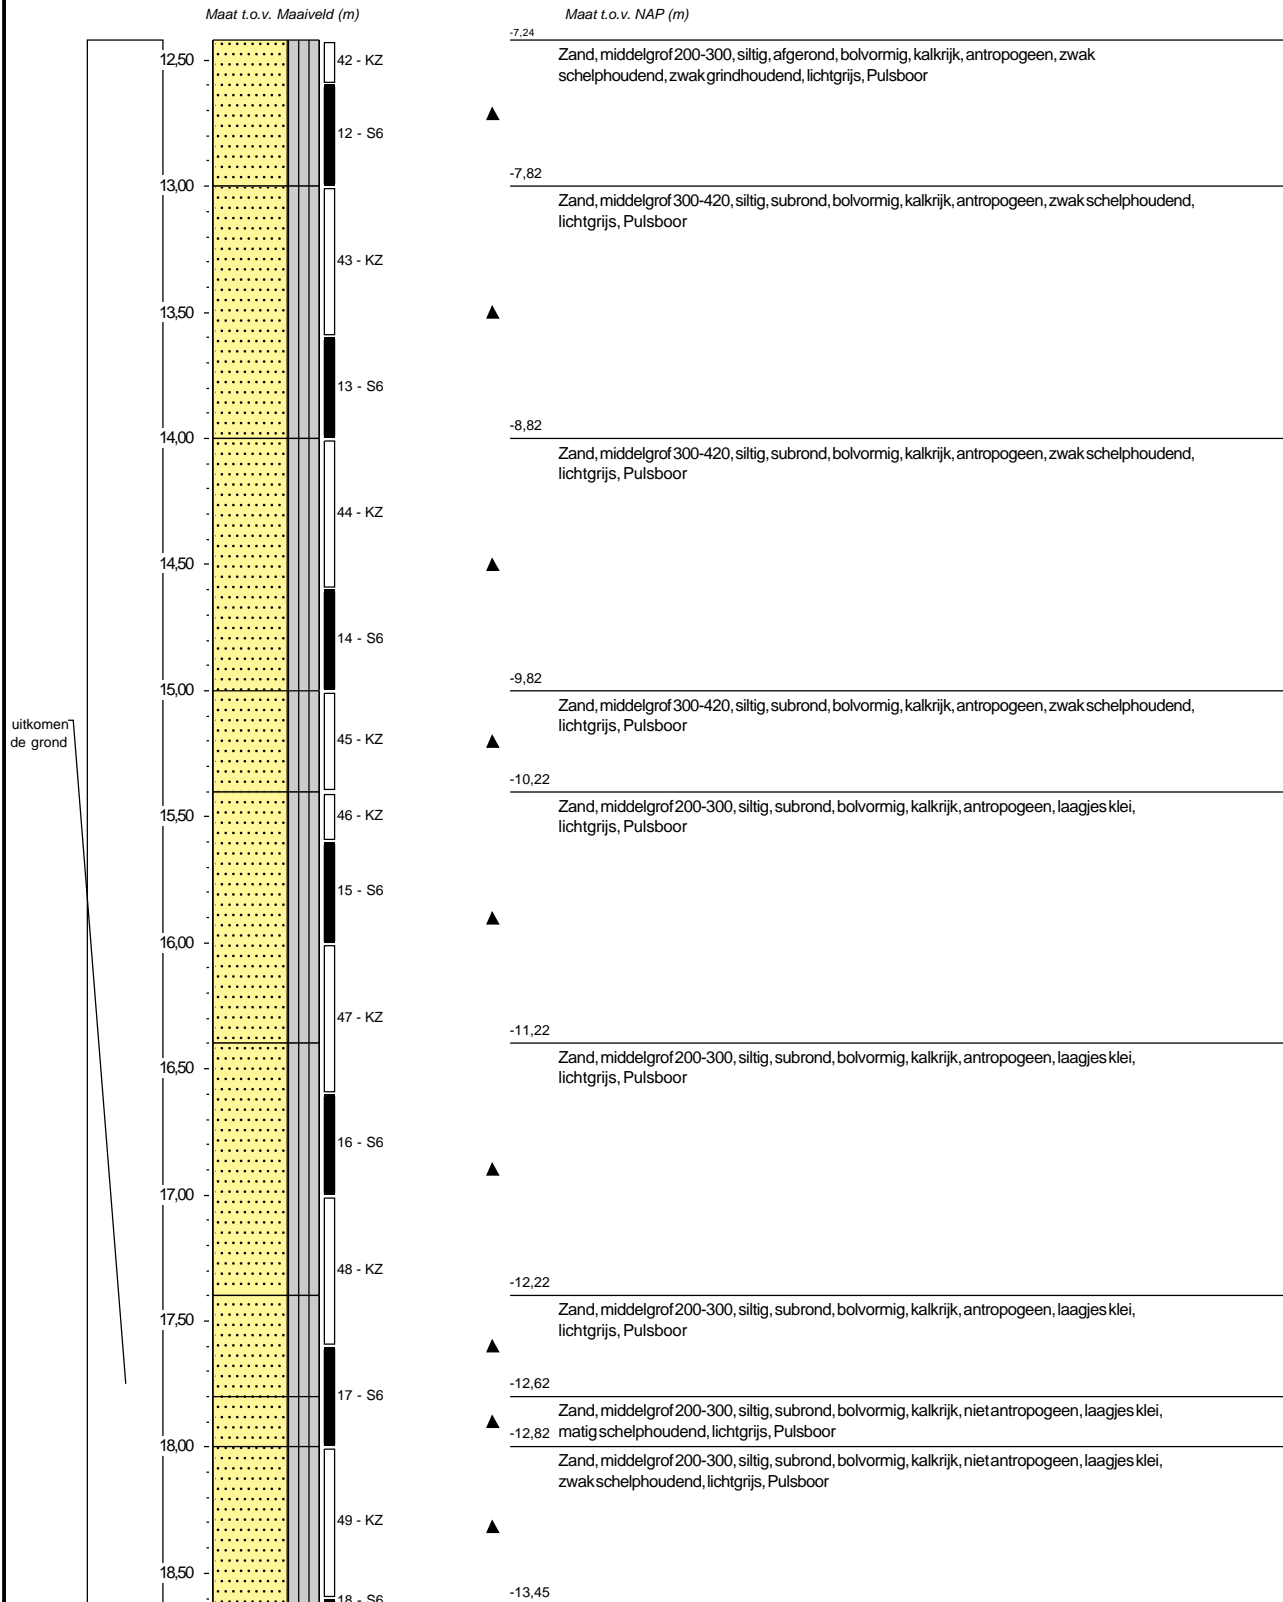 Maat t.o.v. Maaiveld (m)
Maat t.o.v. NAP (m)
-7,24
Zand, middelgrof 200-300, siltig, afgerond, bolvormig, kalkrijk, antropogeen, zwak
schelphoudend, zwak grindhoudend, lichtgrijs, Pulsboor
12,50
42 - KZ
12 - S6
-7,82
13,00
Zand, middelgrof 300-420, siltig, subrond, bolvormig, kalkrijk, antropogeen, zwak schelphoudend,
lichtgrijs, Pulsboor
43 - KZ
13,50
13 - S6
-8,82
14,00
Zand, middelgrof 300-420, siltig, subrond, bolvormig, kalkrijk, antropogeen, zwak schelphoudend,
lichtgrijs, Pulsboor
44 - KZ
14,50
14 - S6
-9,82
15,00
Zand, middelgrof 300-420, siltig, subrond, bolvormig, kalkrijk, antropogeen, zwak schelphoudend,
lichtgrijs, Pulsboor
uitkomen
de grond
45 - KZ
-10,22
Zand, middelgrof 200-300, siltig, subrond, bolvormig, kalkrijk, antropogeen, laagjes klei,
lichtgrijs, Pulsboor
15,50
46 - KZ
15 - S6
16,00
47 - KZ
-11,22
Zand, middelgrof 200-300, siltig, subrond, bolvormig, kalkrijk, antropogeen, laagjes klei,
lichtgrijs, Pulsboor
16,50
16 - S6
17,00
48 - KZ
-12,22
Zand, middelgrof 200-300, siltig, subrond, bolvormig, kalkrijk, antropogeen, laagjes klei,
lichtgrijs, Pulsboor
17,50
-12,62
17 - S6
Zand, middelgrof 200-300, siltig, subrond, bolvormig, kalkrijk, niet antropogeen, laagjes klei,
matig schelphoudend, lichtgrijs, Pulsboor
-12,82
18,00
Zand, middelgrof 200-300, siltig, subrond, bolvormig, kalkrijk, niet antropogeen, laagjes klei,
zwak schelphoudend, lichtgrijs, Pulsboor
49 - KZ
18,50
-13,45
18 - S6